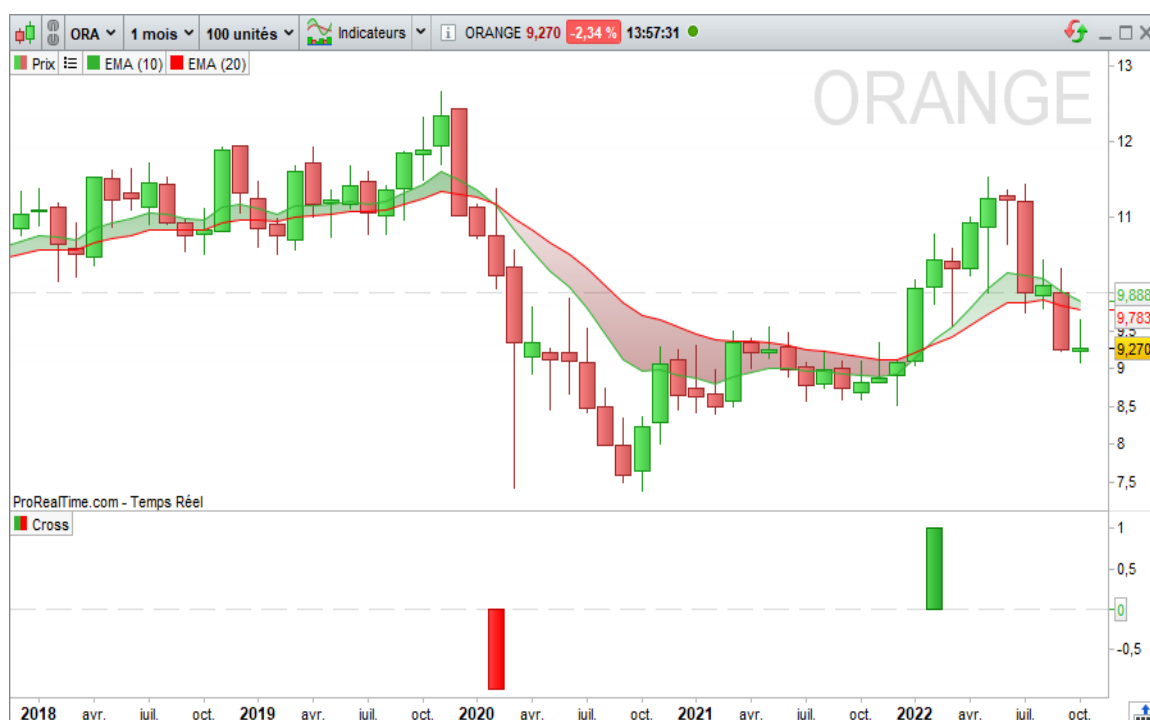 ORA 1 mois 100 unités Indicateurs i ORANGE 9,270 -2,34 % 13:57:31
Prix EMA (10) EMA (20)
ORANGE
13
12
11
9,888
9,783
9,5
9,270
9
8,5
8
7,5
ProRealTime.com - Temps Réel
Cross
1
0,5
0
-0,5
2018 avr. juil. oct. 2019 avr. juil. oct. 2020 avr. juil. oct. 2021 avr. juil. oct. 2022 avr. juil. oct.